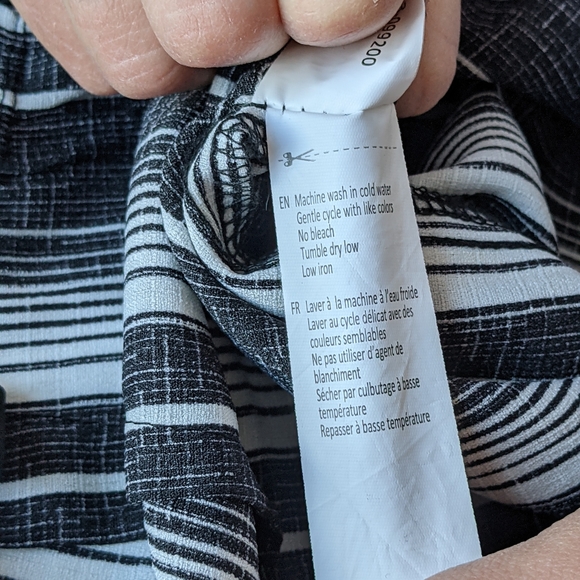 099200
EN Machine wash in cold water
Gentle cycle with like colors
No bleach
Tumble dry low
Low iron
FR Laver à la machine à l'eau froide
Laver au cycle délicat avec des
couleurs semblables
Ne pas utiliser d'agent de
blanchiment
Sécher par culbutage à basse
température
Repasser à basse température